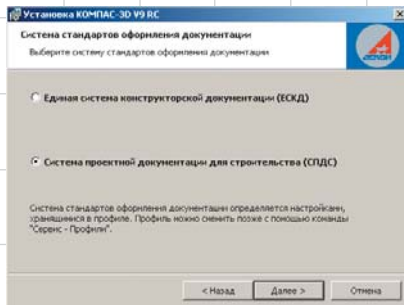 Установка КОМПАС-3D V9 RC
Система стандартов оформления документации
Выберите систему стандартов оформления документации
АСКОН
Единая система конструкторской документации (ЕСКД)
Система проектной документации для строительства (СПДС)
Система стандартов оформления документации определяется настройками,
хранящимися в профиле. Профиль можно сменить позже с помощью команды
"Сервис - Профили".
< Назад
Далее >
Отмена